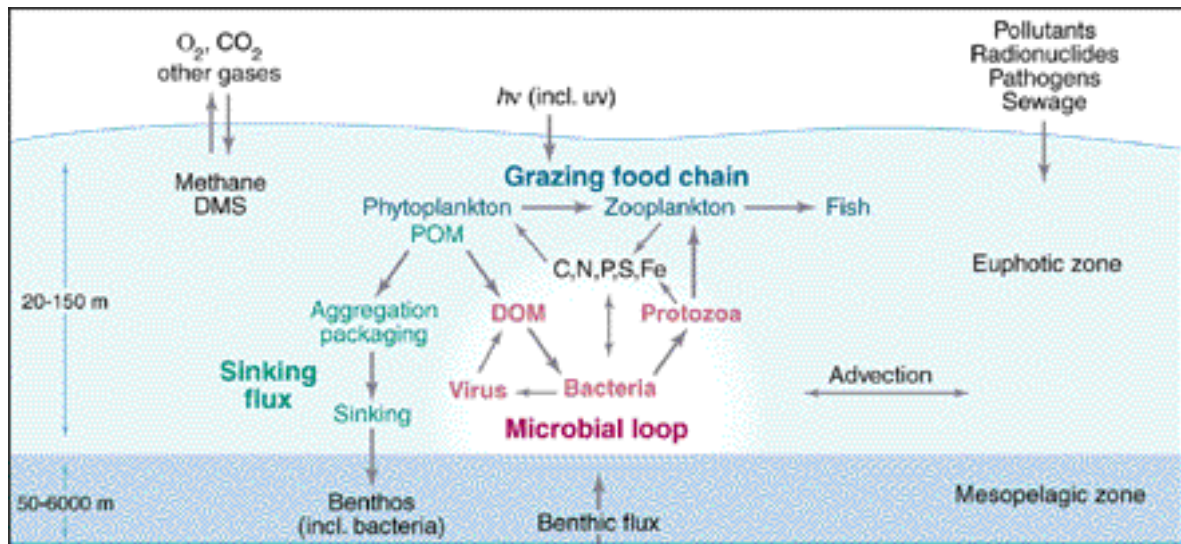 O2, CO2
other gases
Methane
DMS
hv (incl. uv)
Pollutants
Radionuclides
Pathogens
Sewage
Grazing food chain
Phytoplankton
Zooplankton
Fish
POM
C,N,P,S,Fe
Euphotic zone
20-150 m
Aggregation
packaging
DOM
Protozoa
Sinking
flux
Virus
Bacteria
Advection
Sinking
Microbial loop
50-6000 m
Benthos
(incl. bacteria)
Benthic flux
Mesopelagic zone